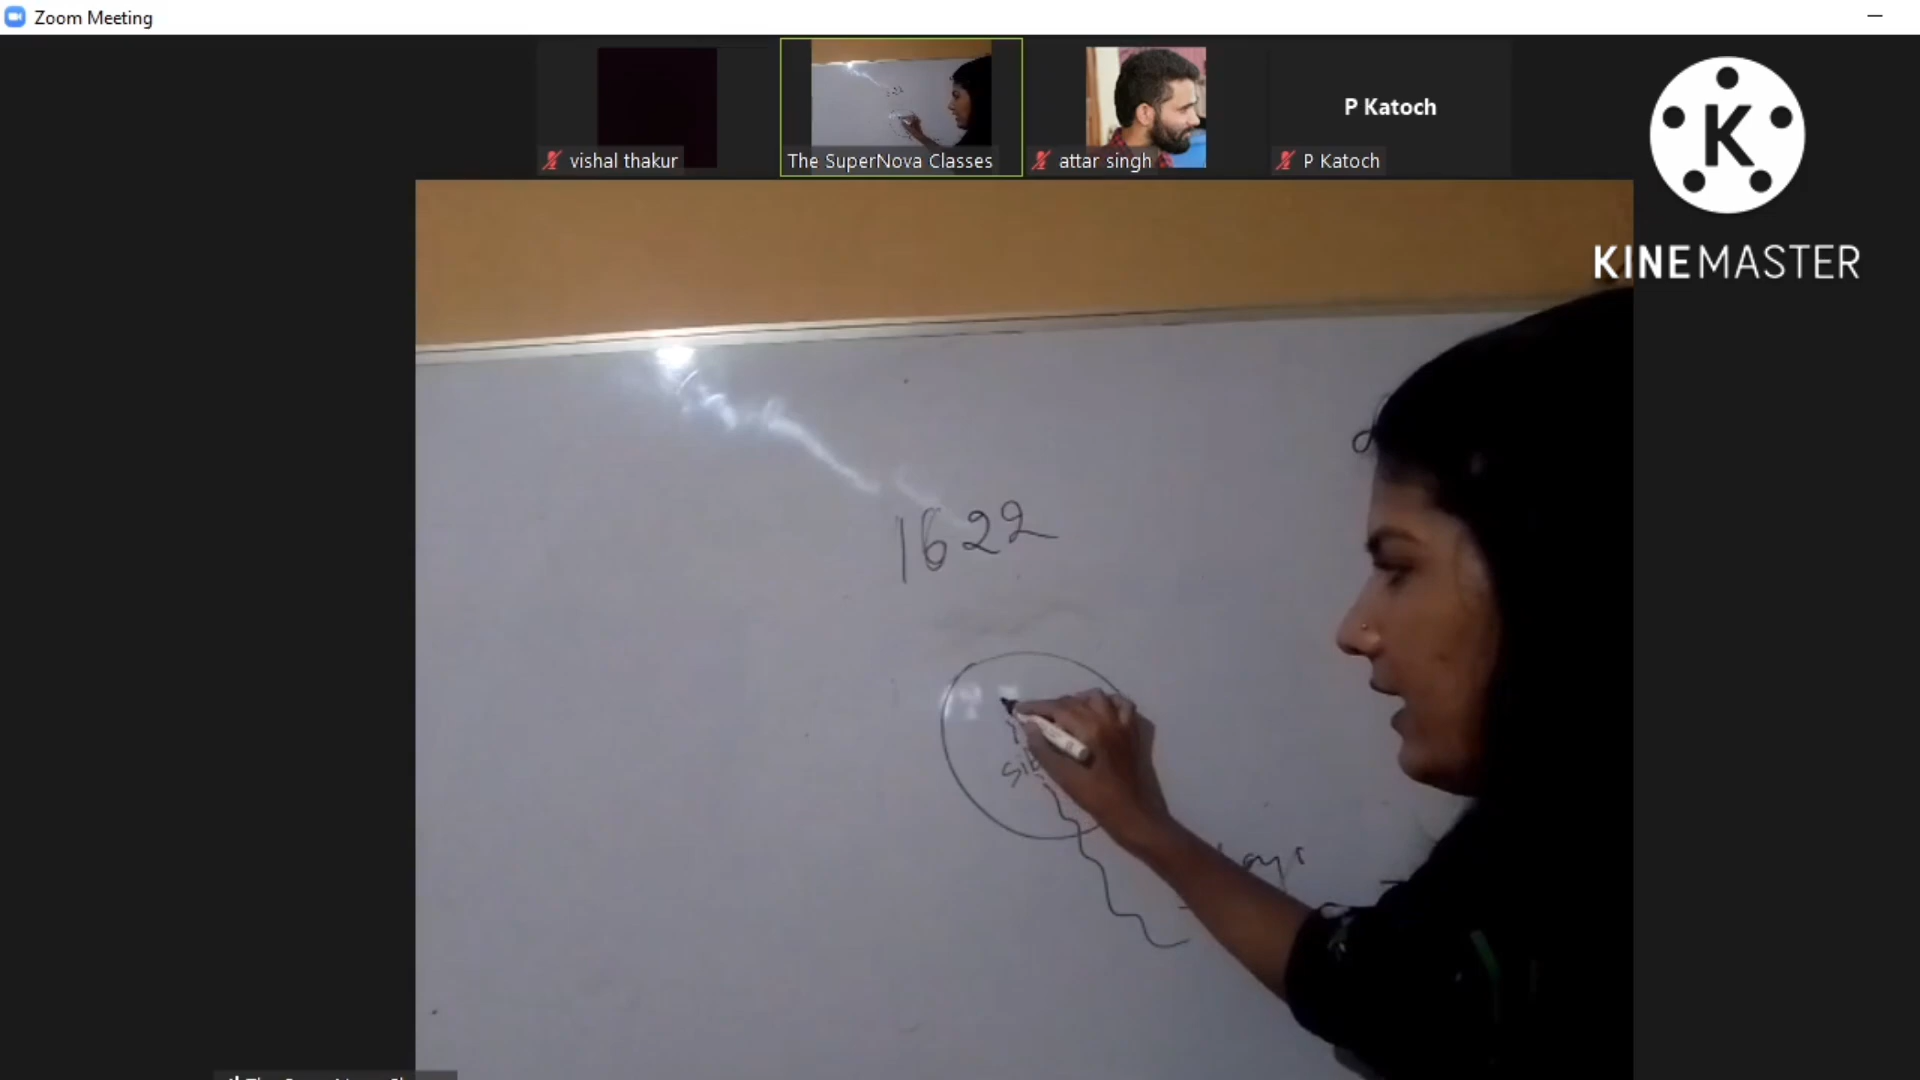 Zoom Meeting
P Katoch
vishal thakur
The SuperNova Classes
attar singh
P Katoch
K
KINEMASTER
1622